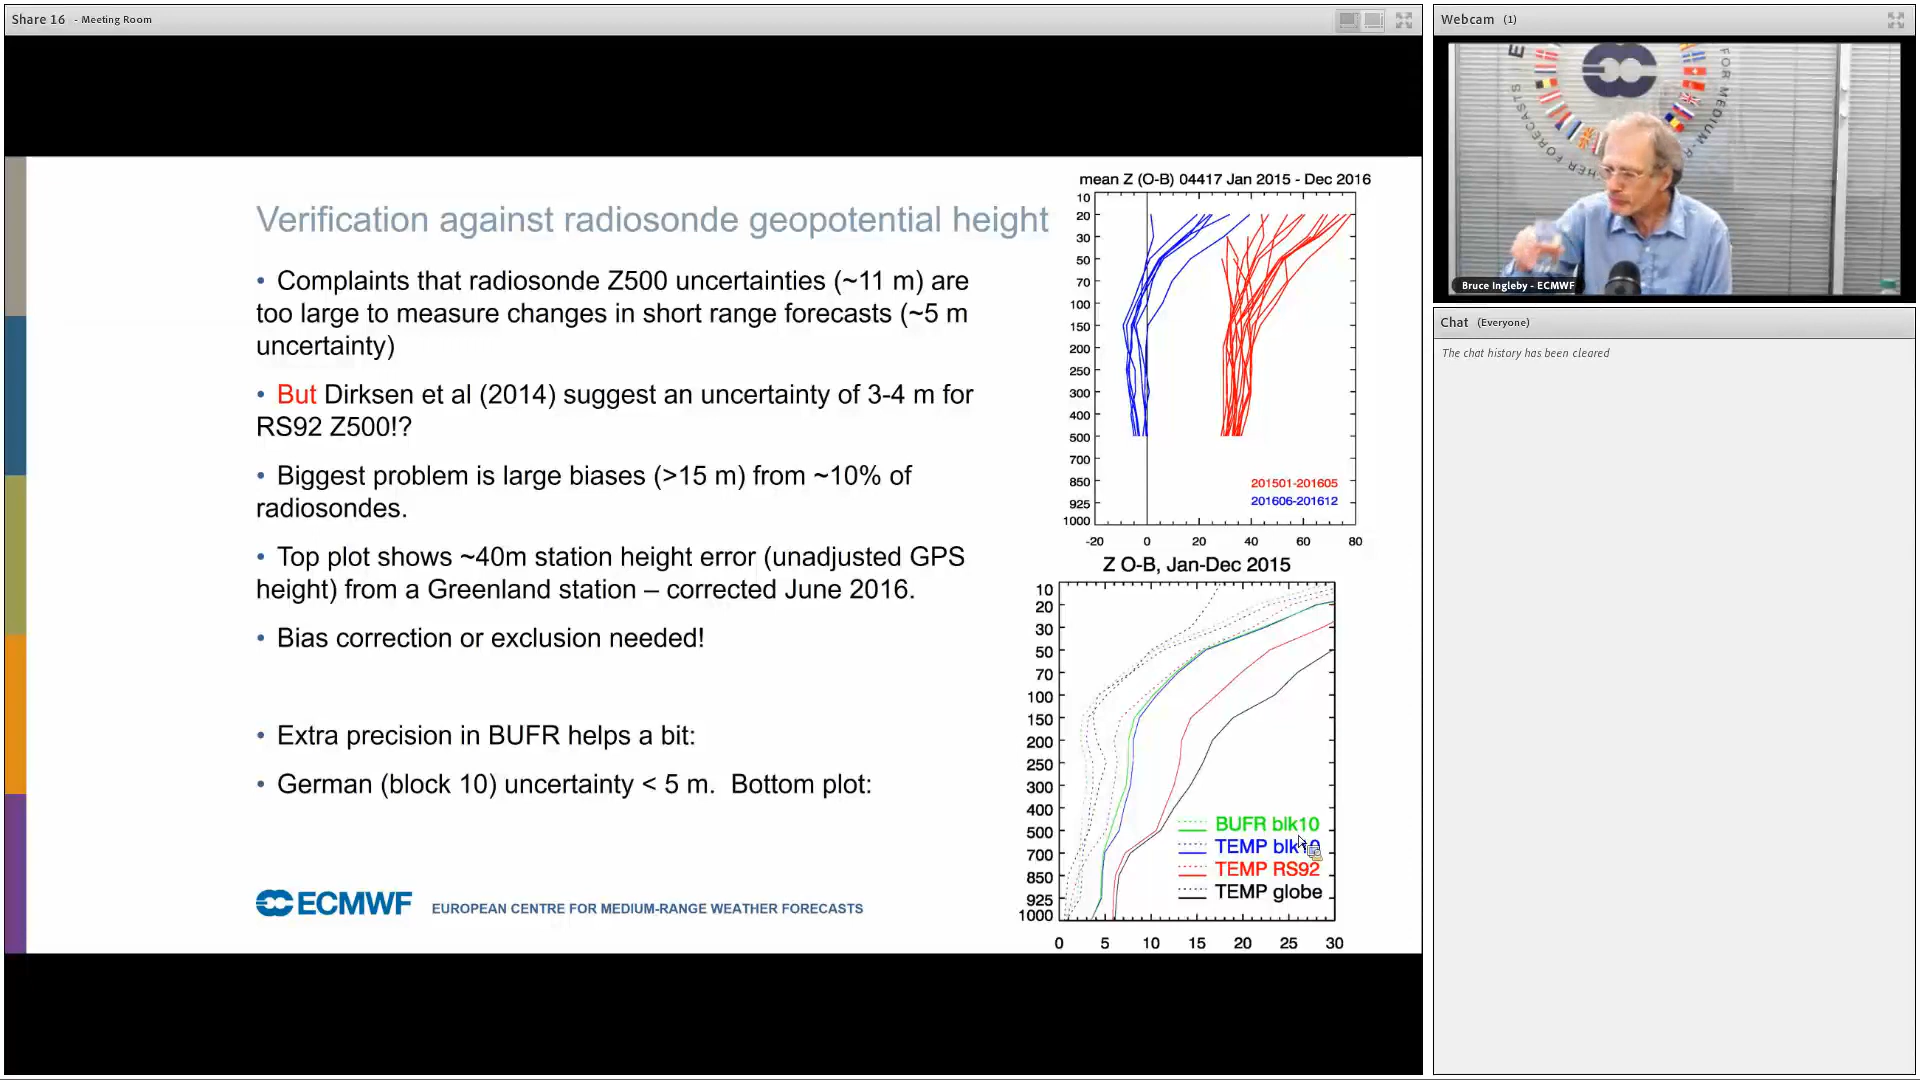 Share 16 - Meeting Room
Verification against radiosonde geopotential height
• Complaints that radiosonde Z500 uncertainties (~11 m) are
too large to measure changes in short range forecasts (~5 m
uncertainty)
• But Dirksen et al (2014) suggest an uncertainty of 3-4 m for
RS92 Z500!?
• Biggest problem is large biases (>15 m) from ~10% of
radiosondes.
• Top plot shows ~40m station height error (unadjusted GPS
height) from a Greenland station – corrected June 2016.
• Bias correction or exclusion needed!
• Extra precision in BUFR helps a bit:
• German (block 10) uncertainty < 5 m. Bottom plot:
ECMWF EUROPEAN CENTRE FOR MEDIUM-RANGE WEATHER FORECASTS
mean Z (O-B) 04417 Jan 2015 - Dec 2016
10
20
30
50
70
100
150
200
250
300
400
500
700
850
925
1000
201501-201605
201606-201612
-20 0 20 40 60 80
Z O-B, Jan-Dec 2015
10
20
30
50
70
100
150
200
250
300
400
500
700
850
925
1000
BUFR blk10
TEMP blk10
TEMP RS92
TEMP globe
0 5 10 15 20 25 30
Webcam (1)
FOR MEDIUM-R
Bruce Ingleby - ECMWF
Chat (Everyone)
The chat history has been cleared